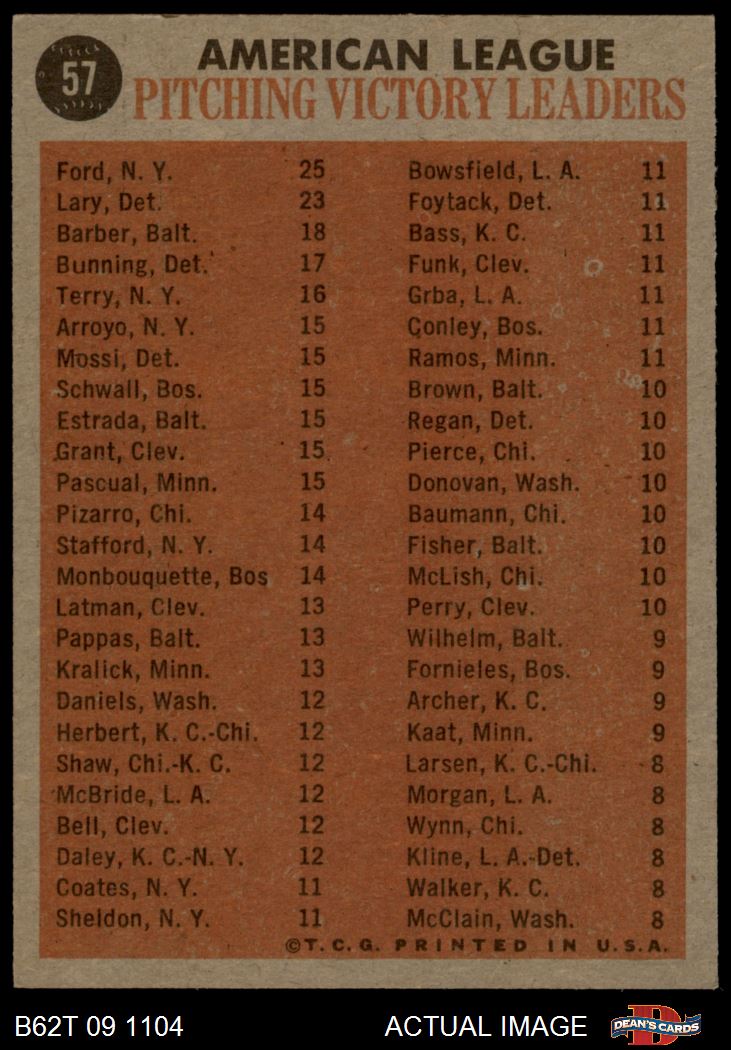 57
AMERICAN LEAGUE
PITCHING VICTORY LEADERS
Ford, N. Y. 25
Lary, Det. 23
Barber, Balt. 18
Bunning, Det. 17
Terry, N. Y. 16
Arroyo, N. Y. 15
Mossi, Det. 15
Schwall, Bos. 15
Estrada, Balt. 15
Grant, Clev. 15
Pascual, Minn. 15
Pizarro, Chi. 14
Stafford, N. Y. 14
Monbouquette, Bos 14
Latman, Clev. 13
Pappas, Balt. 13
Kralick, Minn. 13
Daniels, Wash. 12
Herbert, K. C.-Chi. 12
Shaw, Chi.-K. C. 12
McBride, L. A. 12
Bell, Clev. 12
Daley, K. C.-N. Y. 12
Coates, N. Y. 11
Sheldon, N. Y. 11
Bowsfield, L. A. 11
Foytack, Det. 11
Bass, K. C. 11
Funk, Clev. 11
Grba, L. A. 11
Conley, Bos. 11
Ramos, Minn. 11
Brown, Balt. 10
Regan, Det. 10
Pierce, Chi. 10
Donovan, Wash. 10
Baumann, Chi. 10
Fisher, Balt. 10
McLish, Chi. 10
Perry, Clev. 10
Wilhelm, Balt. 9
Fornieles, Bos. 9
Archer, K. C. 9
Kaat, Minn. 9
Larsen, K. C.-Chi. 8
Morgan, L. A. 8
Wynn, Chi. 8
Kline, L. A.-Det. 8
Walker, K. C. 8
McClain, Wash. 8
©T.C.G. PRINTED IN U.S.A.
B62T 09 1104 ACTUAL IMAGE
DEAN'S CARDS